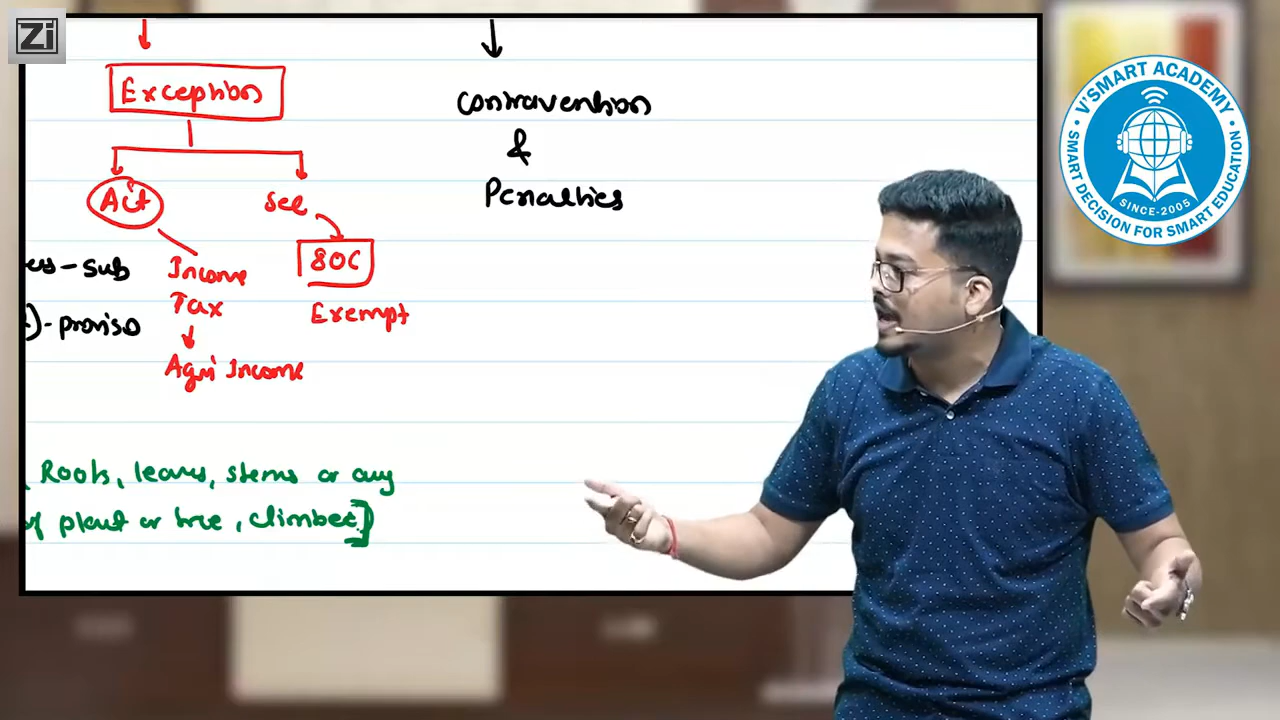 Zi
Exception
Act
Sec
80C
Exempt
Income
Tax
Agri Income
-sub
)-proviso
Contravention
&
Penalties
Roots, leaves, stems or any
of plant or tree, climber]
V'SMART ACADEMY
SINCE-2005
SMART DECISION FOR SMART EDUCATION